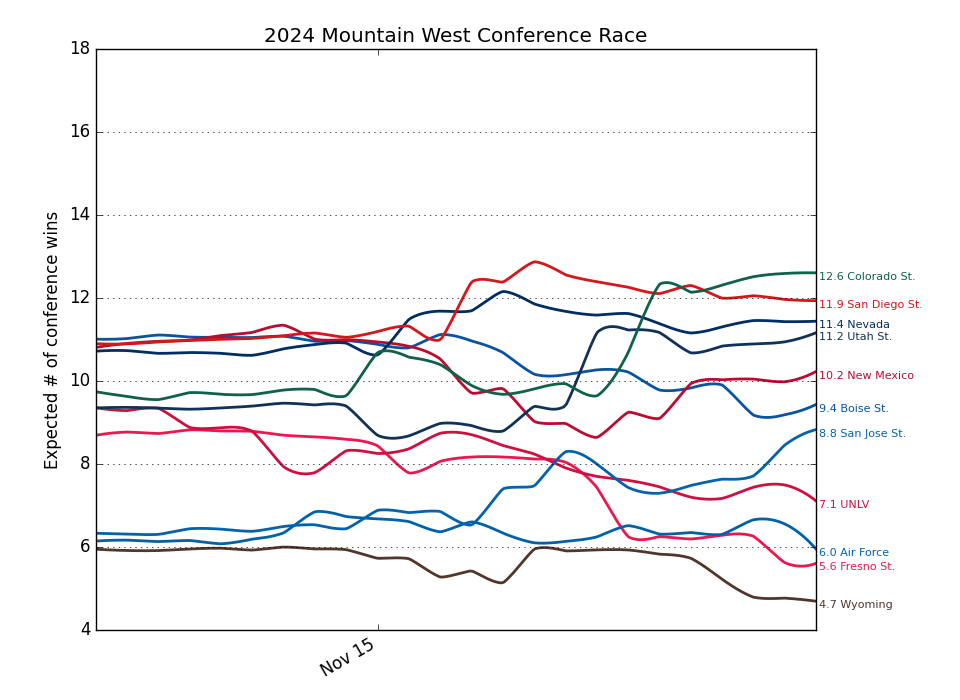 2024 Mountain West Conference Race
Expected # of conference wins
18
16
14
12
10
8
6
4
Nov 15
12.6 Colorado St.
11.9 San Diego St.
11.4 Nevada
11.2 Utah St.
10.2 New Mexico
9.4 Boise St.
8.8 San Jose St.
7.1 UNLV
6.0 Air Force
5.6 Fresno St.
4.7 Wyoming